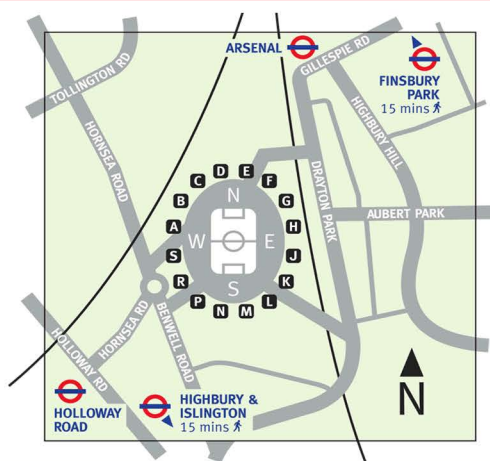 ARSENAL
GILLESPIE RD
FINSBURY
PARK
15 mins
TOLLINGTON RD
HORNSEA ROAD
HIGHBURY HILL
DRAYTON PARK
AUBERT PARK
D
E
C
F
B
G
A
H
S
J
R
K
P
L
N
M
N
W
E
S
HORNSEA RD
BENWELL ROAD
HOLLOWAY RD
HOLLOWAY
ROAD
HIGHBURY &
ISLINGTON
15 mins
N